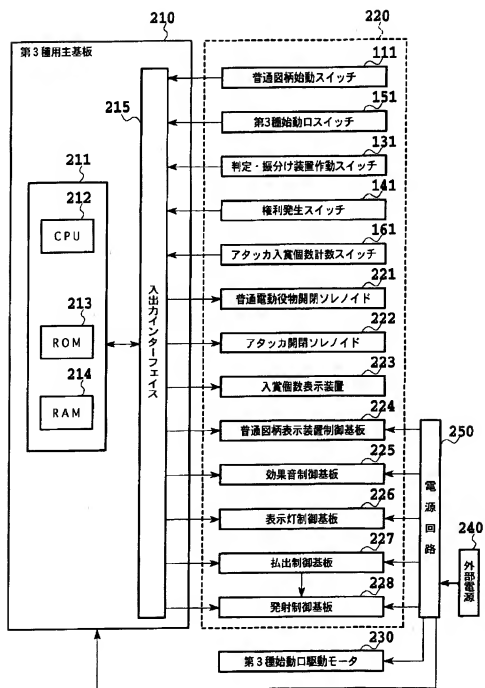 210
第3種用主基板
220
111
普通図柄始動スイッチ
215
151
第3種始動口スイッチ
131
判定・振分け装置作動スイッチ
211
212
CPU
141
権利発生スイッチ
161
アタッカ入賞個数計数スイッチ
221
普通電動役物開閉ソレノイド
入出力インターフェイス
222
アタッカ開閉ソレノイド
213
ROM
223
入賞個数表示装置
214
RAM
224
普通図柄表示装置制御基板
250
電源回路
225
効果音制御基板
226
表示灯制御基板
240
外部電源
227
払出制御基板
228
発射制御基板
230
第3種始動口駆動モータ